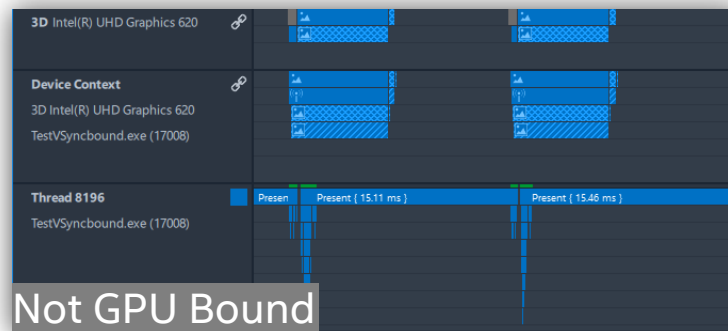 3D Intel(R) UHD Graphics 620
Device Context
3D Intel(R) UHD Graphics 620
TestVSyncbound.exe (17008)
Thread 8196
Presen
Present { 15.11 ms }
Present { 15.46 ms }
TestVSyncbound.exe (17008)
Not GPU Bound